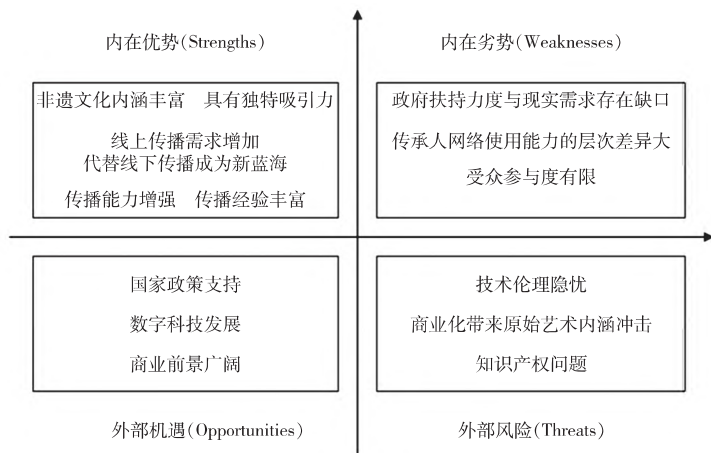 内在优势(Strengths)
非遗文化内涵丰富　具有独特吸引力
线上传播需求增加
代替线下传播成为新蓝海
传播能力增强　传播经验丰富
内在劣势(Weaknesses)
政府扶持力度与现实需求存在缺口
传承人网络使用能力的层次差异大
受众参与度有限
国家政策支持
数字科技发展
商业前景广阔
外部机遇(Opportunities)
技术伦理隐忧
商业化带来原始艺术内涵冲击
知识产权问题
外部风险(Threats)